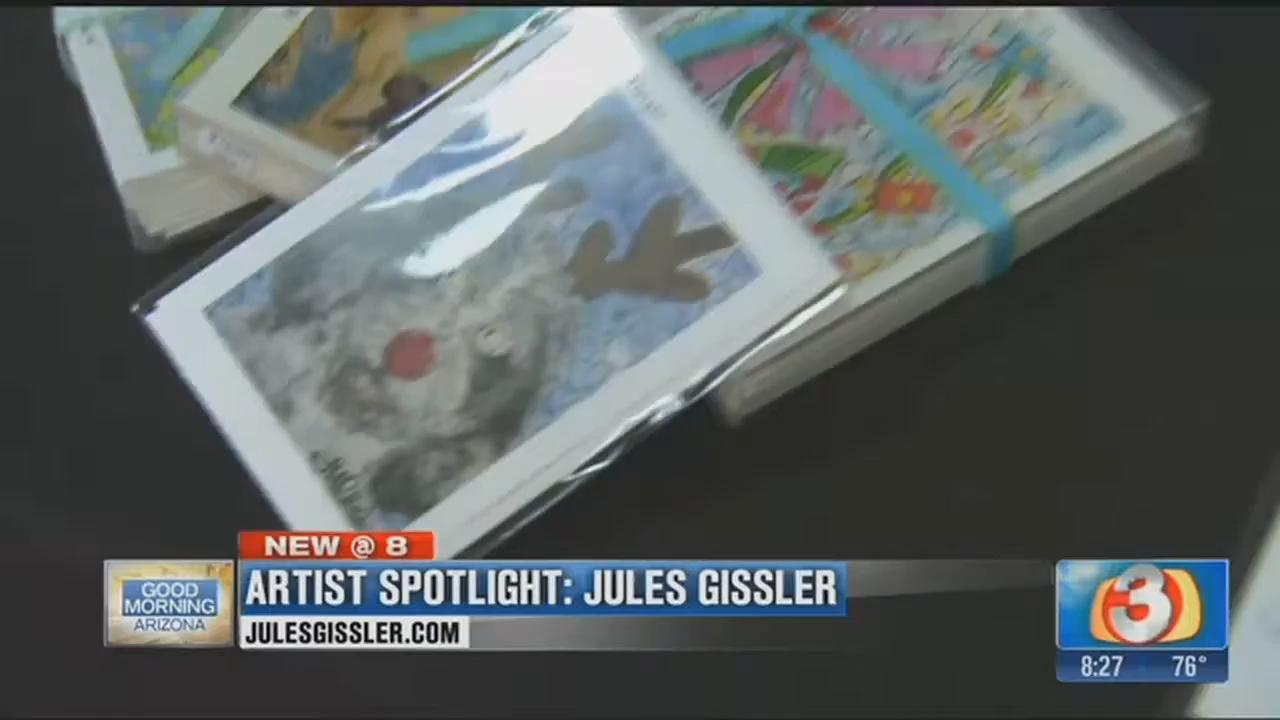 NEW @ 8
ARTIST SPOTLIGHT: JULES GISSLER
JULESGISSLER.COM
GOOD
MORNING
ARIZONA
3
8:27 76°